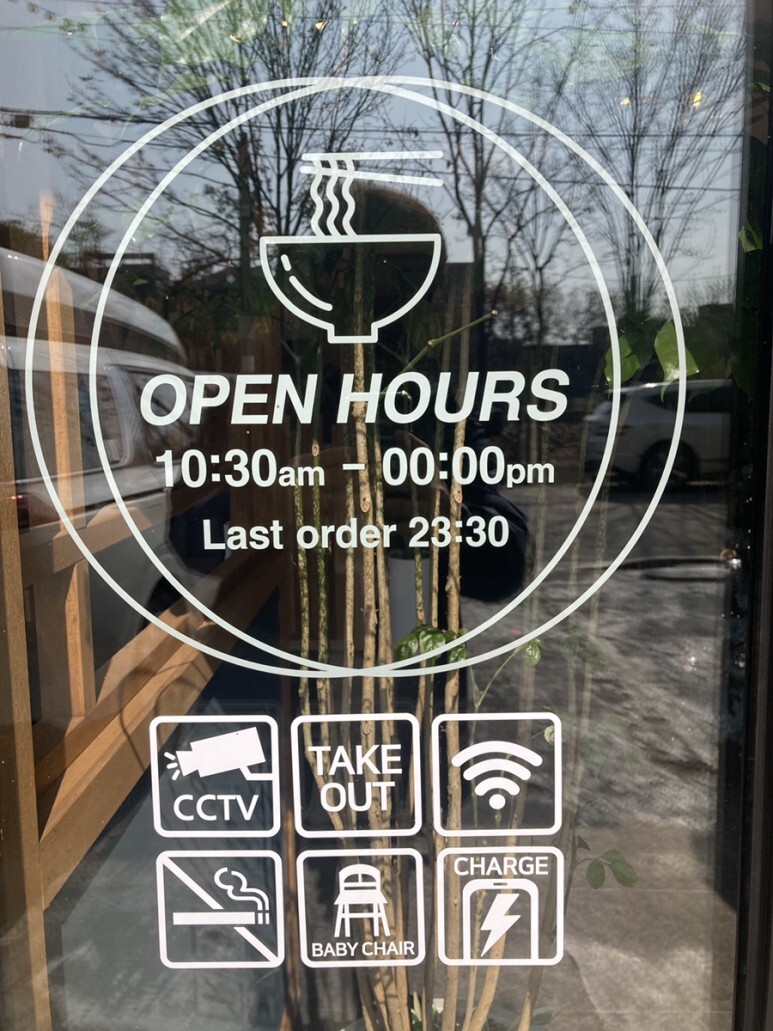 OPEN HOURS
10:30am - 00:00pm
Last order 23:30
CCTV
TAKE
OUT
BABY CHAIR
CHARGE